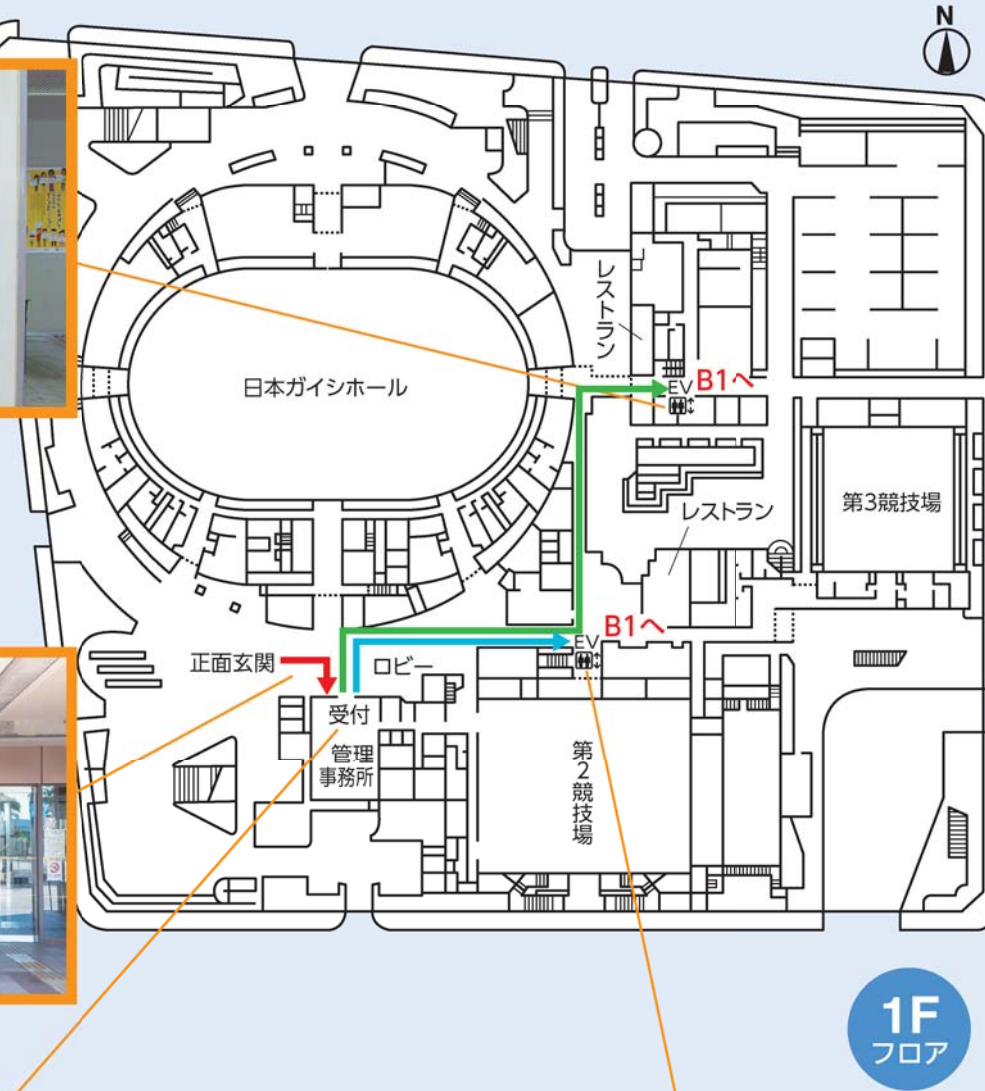 N
レストラン
日本ガイシホール
EV B1へ
第3競技場
レストラン
B1へ
EV
正面玄関
ロビー
受付
管理
事務所
第2競技場
1F
フロア